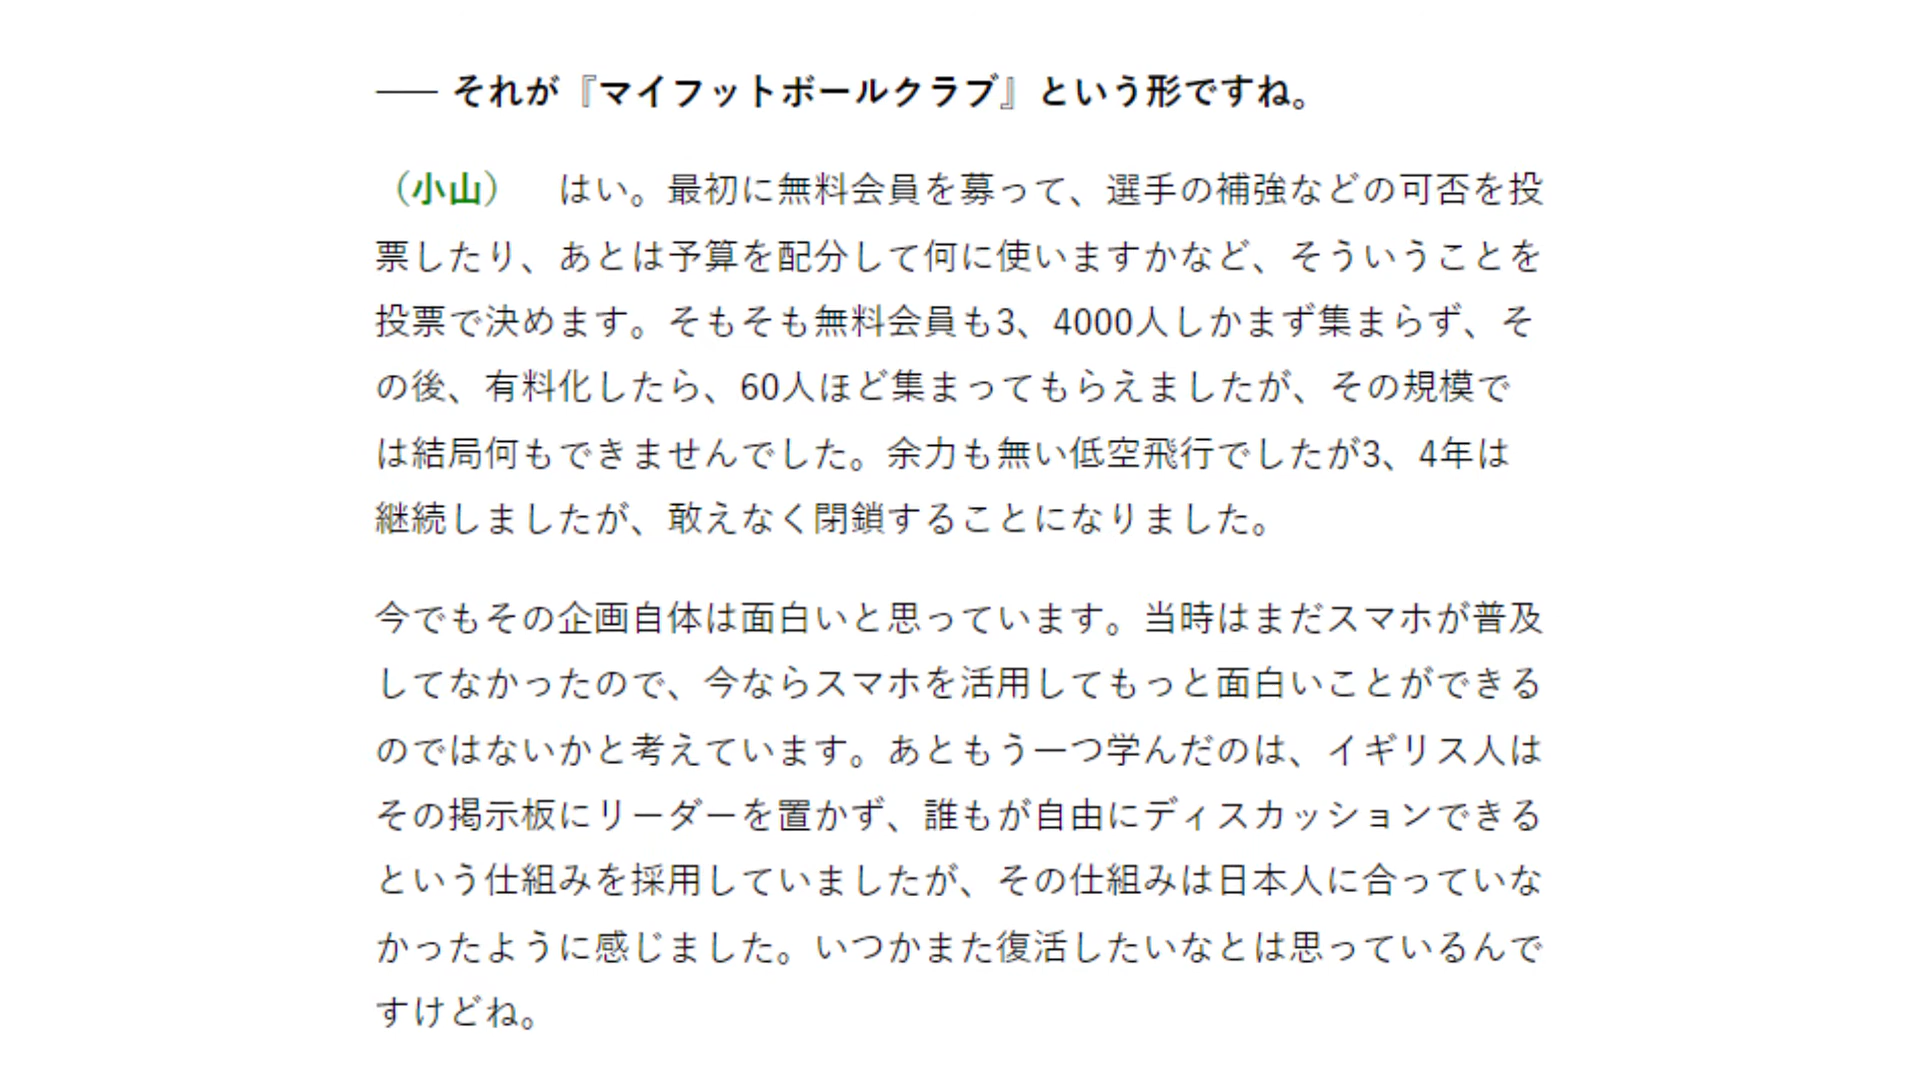 ── それが『マイフットボールクラブ』という形ですね。
（小山）　はい。最初に無料会員を募って、選手の補強などの可否を投
票したり、あとは予算を配分して何に使いますかなど、そういうことを
投票で決めます。そもそも無料会員も3、4000人しかまず集まらず、そ
の後、有料化したら、60人ほど集まってもらえましたが、その規模で
は結局何もできませんでした。余力も無い低空飛行でしたが3、4年は
継続しましたが、敢えなく閉鎖することになりました。
今でもその企画自体は面白いと思っています。当時はまだスマホが普及
してなかったので、今ならスマホを活用してもっと面白いことができる
のではないかと考えています。あともう一つ学んだのは、イギリス人は
その掲示板にリーダーを置かず、誰もが自由にディスカッションできる
という仕組みを採用していましたが、その仕組みは日本人に合っていな
かったように感じました。いつかまた復活したいなとは思っているんで
すけどね。